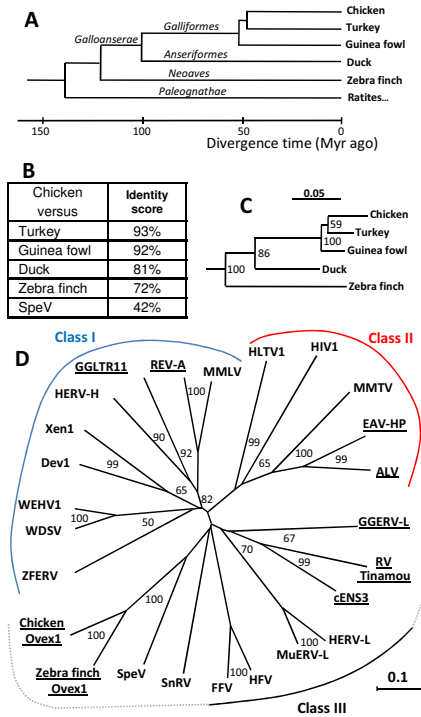 A
Chicken
Galliformes
Turkey
Galloanserae
Guinea fowl
Anseriformes
Duck
Neoaves
Zebra finch
Paleognathae
Ratites...
150 100 50 0
Divergence time (Myr ago)
B
Chicken versus Identity score
Turkey 93%
Guinea fowl 92%
Duck 81%
Zebra finch 72%
SpeV 42%
C
0.05
Chicken
59
Turkey
100
Guinea fowl
86
Duck
100
Zebra finch
D
Class I
Class II
GGLTR11
REV-A
MMLV
HLTV1
HIV1
HERV-H
MMTV
Xen1
EAV-HP
Dev1
ALV
WEHV1
WDSV
GGERV-L
ZFERV
RV
Tinamou
cENS3
Chicken
Ovex1
HERV-L
MuERV-L
Zebra finch
Ovex1
SpeV
SnRV
FFV
HFV
100
92
90
99
65
82
100
50
99
65
100
99
67
70
99
100
100
100
100
0.1
Class III